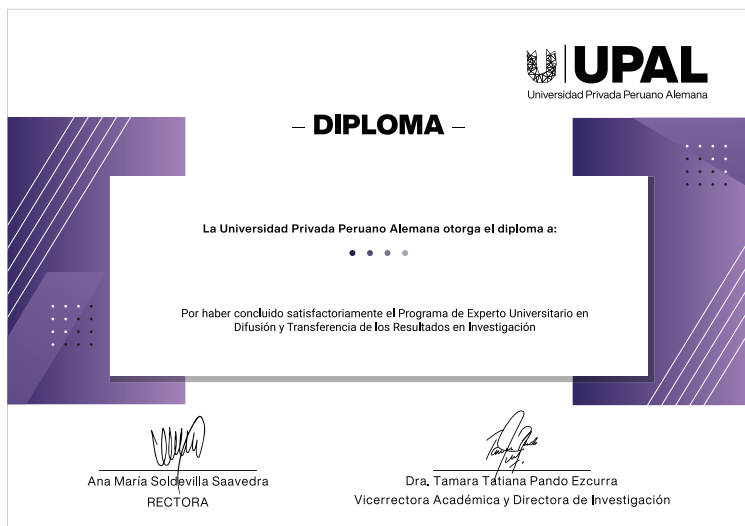 UPAL
Universidad Privada Peruano Alemana
– DIPLOMA –
La Universidad Privada Peruano Alemana otorga el diploma a:
Por haber concluido satisfactoriamente el Programa de Experto Universitario en
Difusión y Transferencia de los Resultados en Investigación
Ana María Soldevilla Saavedra
RECTORA
Dra. Tamara Tatiana Pando Ezcurra
Vicerrectora Académica y Directora de Investigación